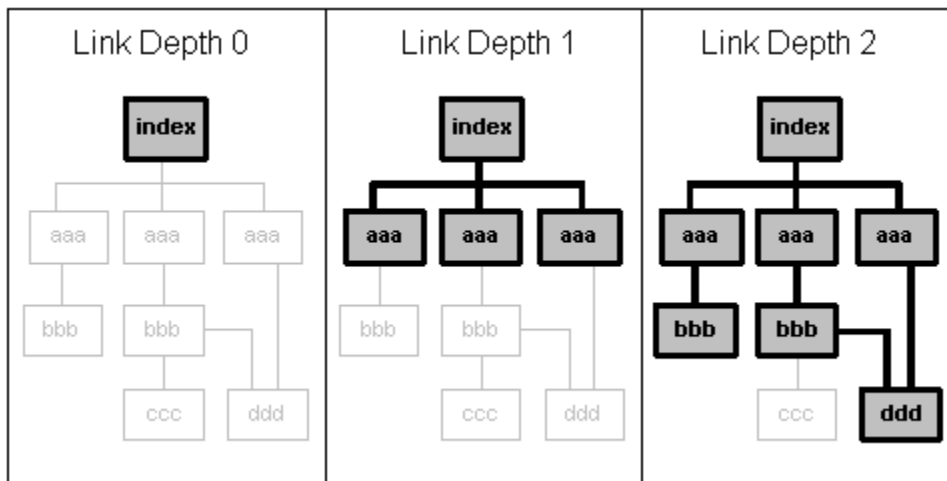 Link Depth 0
index
aaa aaa aaa
bbb bbb
ccc ddd
Link Depth 1
index
aaa aaa aaa
bbb bbb
ccc ddd
Link Depth 2
index
aaa aaa aaa
bbb bbb
ccc ddd